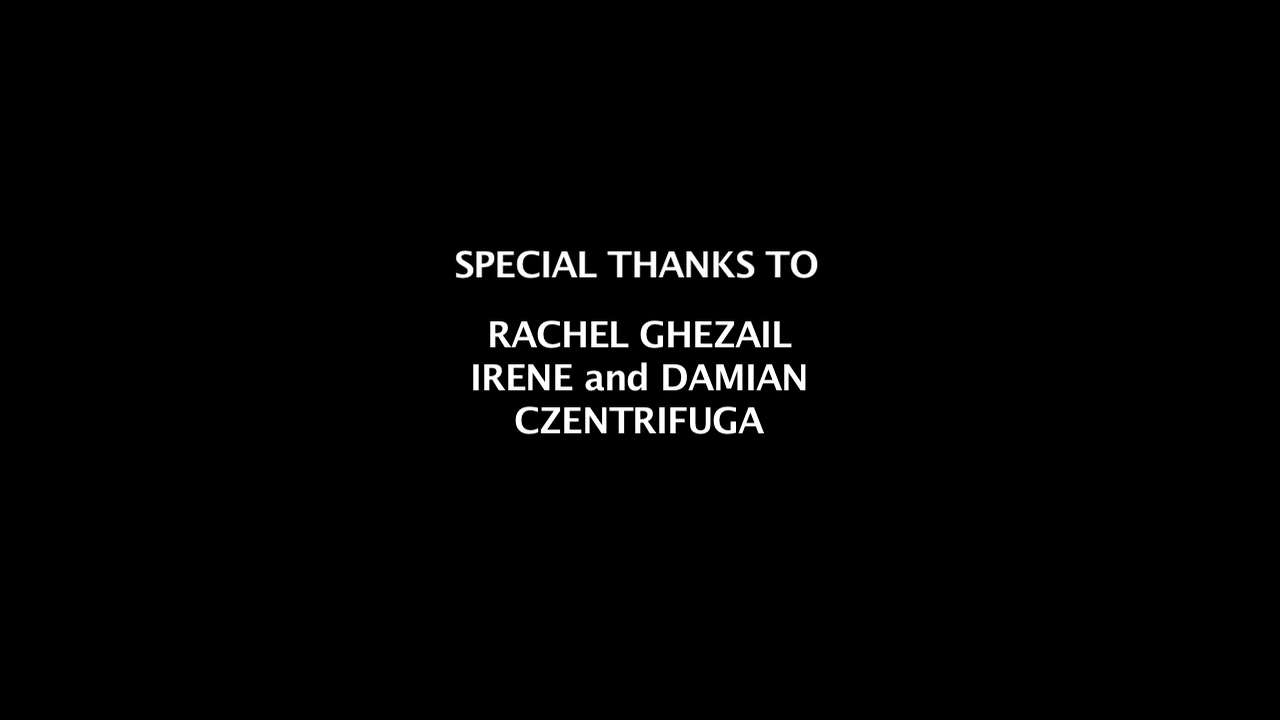 SPECIAL THANKS TO
RACHEL GHEZAIL
IRENE and DAMIAN
CZENTRIFUGA